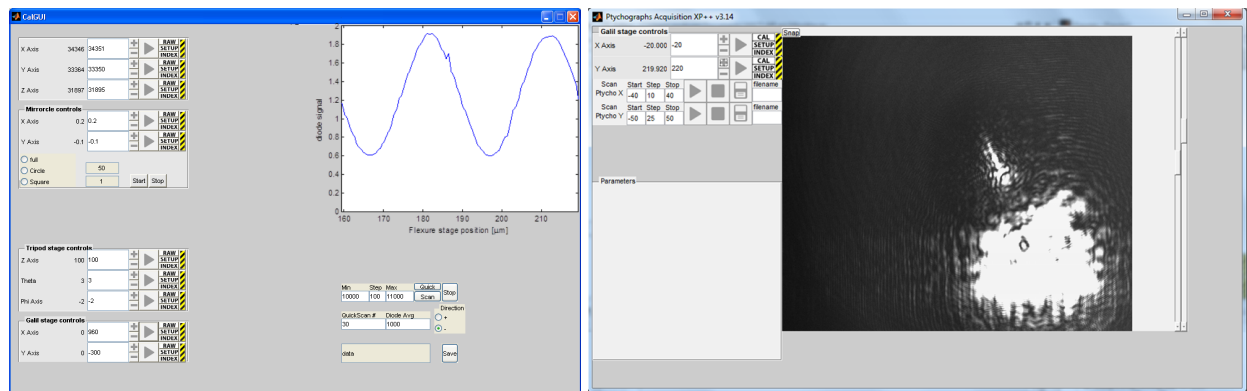 CalGUI
X Axis 34346 34351 RAW SETUP INDEX
Y Axis 33364 33350 RAW SETUP INDEX
Z Axis 31897 31895 RAW SETUP INDEX
Mirrorcle controls
X Axis 0.2 0.2 RAW SETUP INDEX
Y Axis -0.1 -0.1 RAW SETUP INDEX
full
Circle 50
Square 1 Start Stop
Tripod stage controls
Z Axis 100 100 RAW SETUP INDEX
Theta 3 3 RAW SETUP INDEX
Phi Axis -2 -2 RAW SETUP INDEX
Galil stage controls
X Axis 0 960 RAW SETUP INDEX
Y Axis 0 -300 RAW SETUP INDEX
diode signal
2
1.8
1.6
1.4
1.2
1
0.8
0.6
0.4
0.2
0
160 170 180 190 200 210
Flexure stage position [μm]
Min Step Max Quick Stop
10000 100 11000 Scan
QuickScan # Diode Avg Direction
30 1000 +
-
data Save
Ptychographs Acquisition XP++ v3.14
Galil stage controls
X Axis -20.000 -20 CAL SETUP INDEX
Y Axis 219.920 220 CAL SETUP INDEX
Scan Start Step Stop filename
Ptycho X -40 10 40
Scan Start Step Stop filename
Ptycho Y -50 25 50
Parameters
Snap